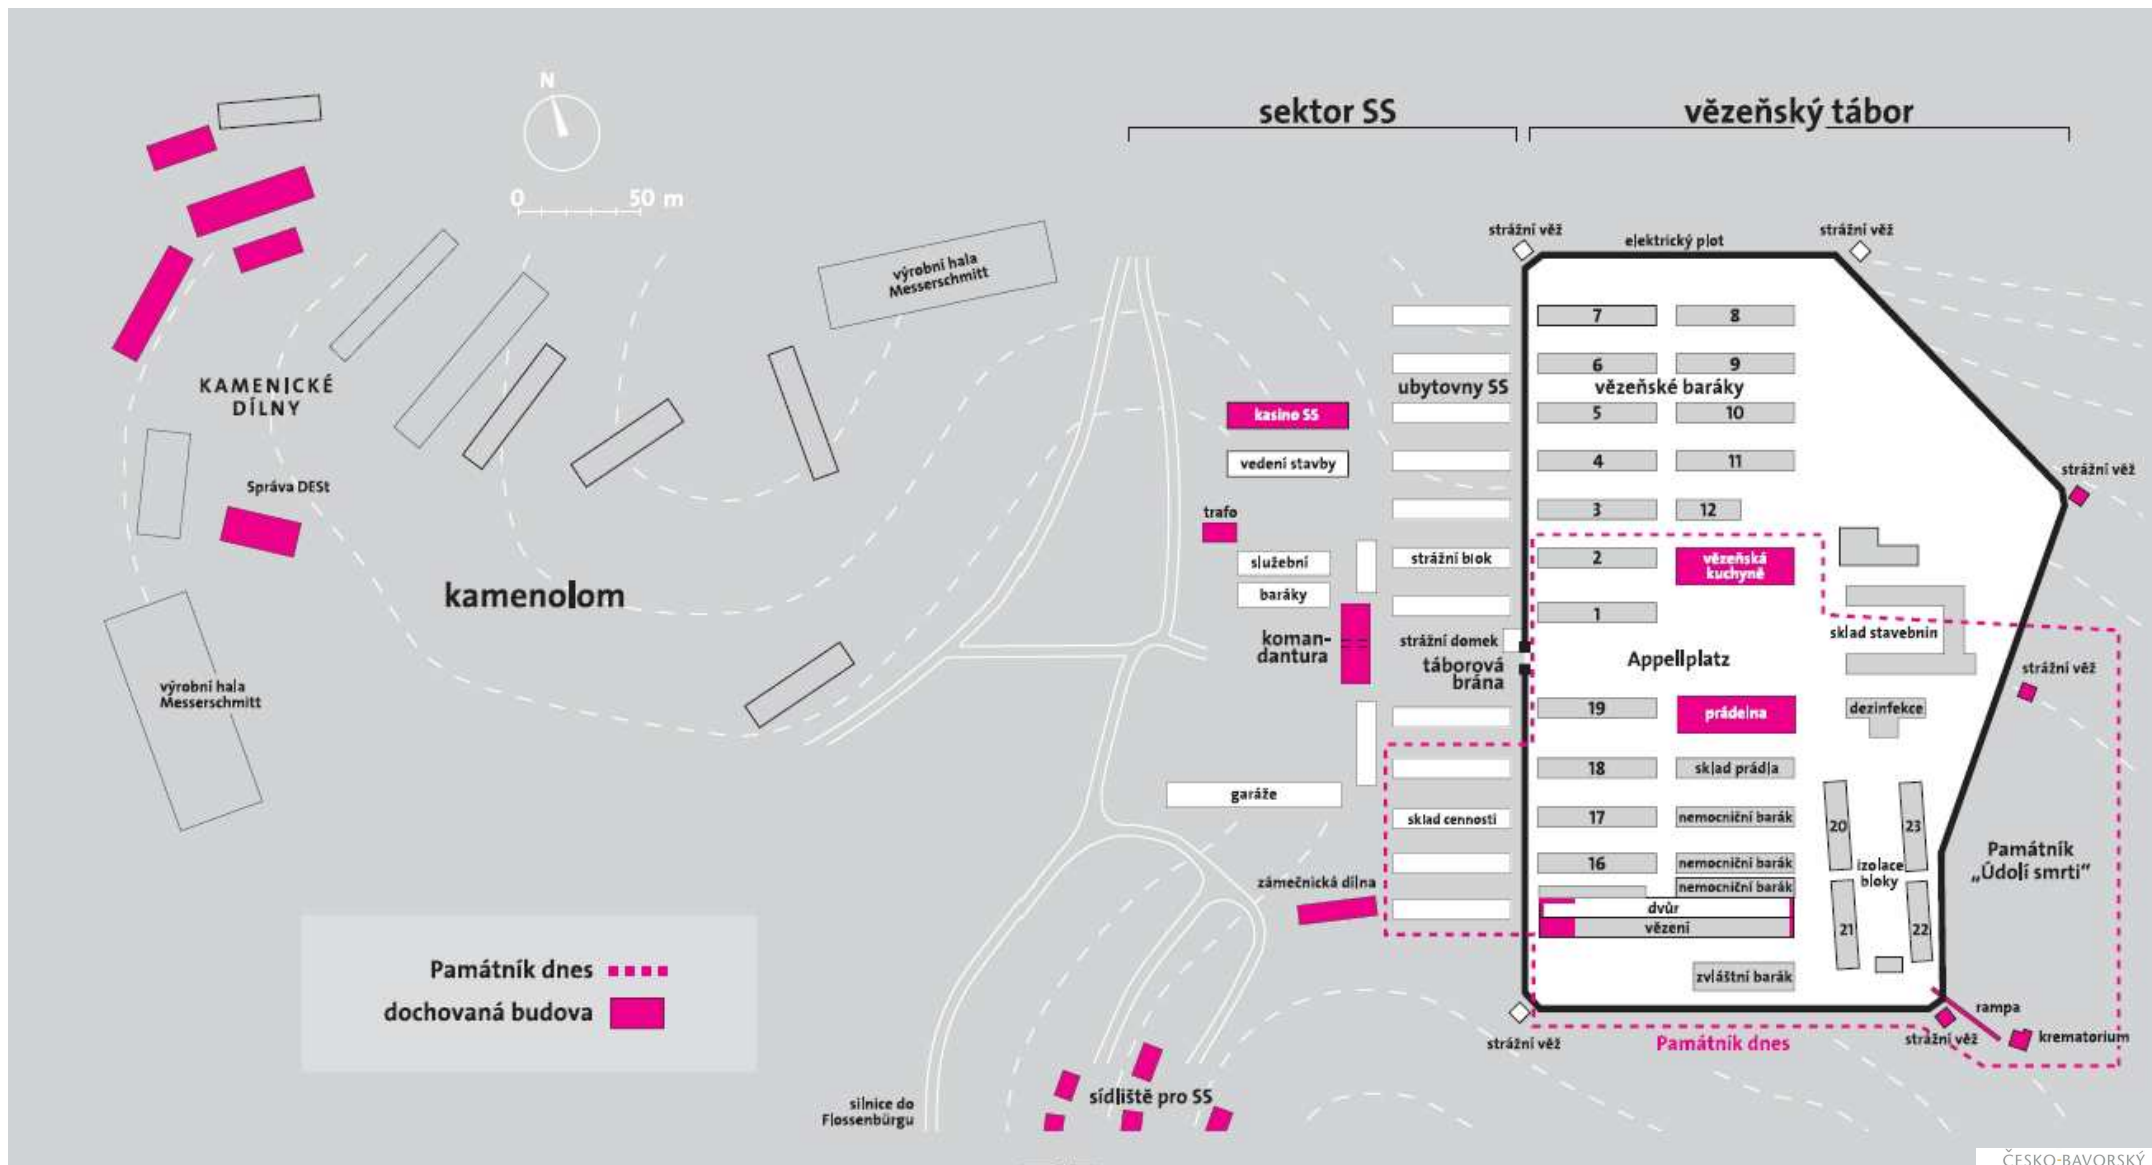 N
0 50 m
sektor SS
vězeňský tábor
strážní věž
elektrický plot
strážní věž
výrobní hala
Messerschmitt
7
8
6
9
ubytovny SS
vězeňské baráky
KAMENICKÉ
DÍLNY
kasino SS
5
10
vedení stavby
4
11
strážní věž
Správa DESt
trafo
3
12
služební
strážní blok
2
vězeňská
kuchyně
baráky
kamenolom
1
koman-
dantura
strážní domek
táborová
brána
Appellplatz
sklad stavebnin
strážní věž
výrobní hala
Messerschmitt
19
prádelna
dezinfekce
18
sklad prádla
garáže
sklad cenností
17
nemocniční barák
20
23
16
nemocniční barák
izolace
bloky
Památník
„Údolí smrti“
zámečnická dílna
nemocniční barák
dvůr
vězení
21
22
zvláštní barák
Památník dnes
dochovaná budova
rampa
strážní věž
Památník dnes
strážní věž
krematorium
sídliště pro SS
silnice do
Flossenbürgu
ČESKO-BAVORSKÝ